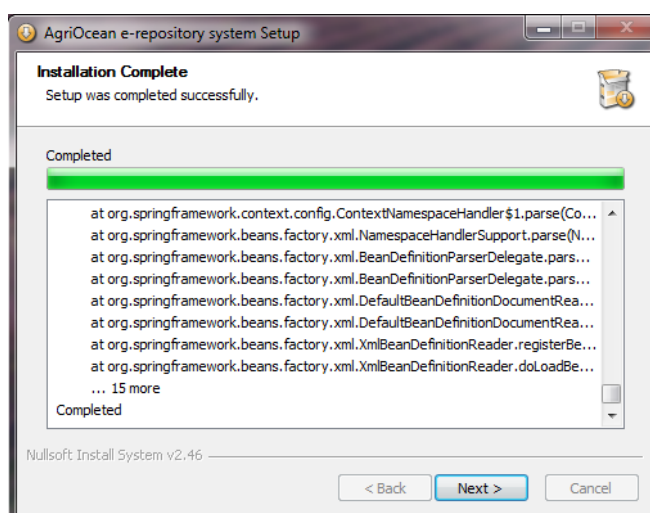 AgriOcean e-repository system Setup
Installation Complete
Setup was completed successfully.
Completed
at org.springframework.context.config.ContextNamespaceHandler$1.parse(Co...
at org.springframework.beans.factory.xml.NamespaceHandlerSupport.parse(N...
at org.springframework.beans.factory.xml.BeanDefinitionParserDelegate.pars...
at org.springframework.beans.factory.xml.BeanDefinitionParserDelegate.pars...
at org.springframework.beans.factory.xml.DefaultBeanDefinitionDocumentRea...
at org.springframework.beans.factory.xml.DefaultBeanDefinitionDocumentRea...
at org.springframework.beans.factory.xml.XmlBeanDefinitionReader.registerBe...
at org.springframework.beans.factory.xml.XmlBeanDefinitionReader.doLoadBe...
... 15 more
Completed
Nullsoft Install System v2.46
< Back Next > Cancel